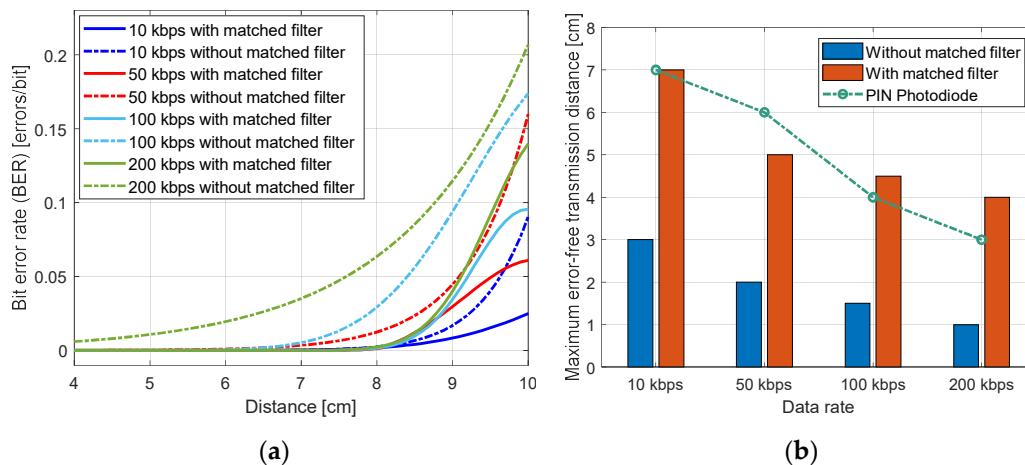 10 kbps with matched filter
10 kbps without matched filter
50 kbps with matched filter
50 kbps without matched filter
100 kbps with matched filter
100 kbps without matched filter
200 kbps with matched filter
200 kbps without matched filter
Bit error rate (BER) [errors/bit]
0.2
0.15
0.1
0.05
0
4 5 6 7 8 9 10
Distance [cm]
(a)
Without matched filter
With matched filter
PIN Photodiode
Maximum error-free transmission distance [cm]
8
7
6
5
4
3
2
1
0
10 kbps 50 kbps 100 kbps 200 kbps
Data rate
(b)